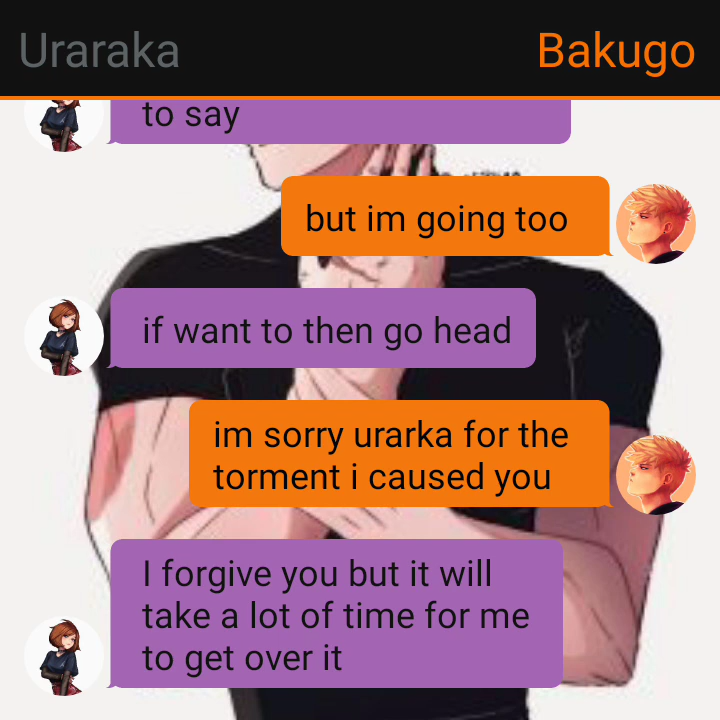 Uraraka
Bakugo
to say
but im going too
if want to then go head
im sorry urarka for the
torment i caused you
I forgive you but it will
take a lot of time for me
to get over it